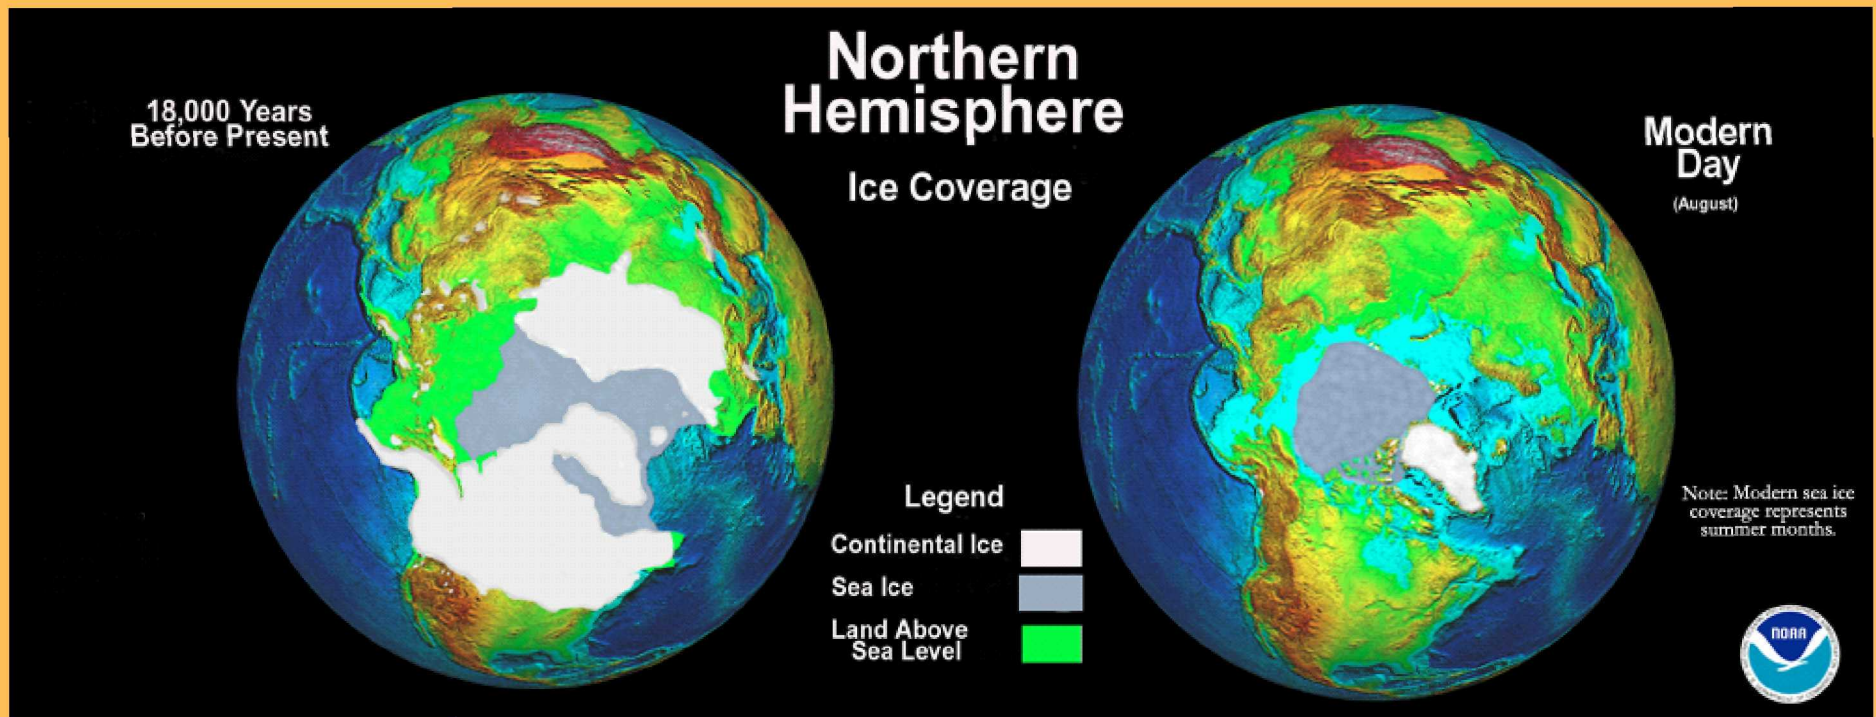 Northern
Hemisphere
Ice Coverage
18,000 Years
Before Present
Modern
Day
(August)
Legend
Continental Ice
Sea Ice
Land Above
Sea Level
Note: Modern sea ice
coverage represents
summer months.
NOAA